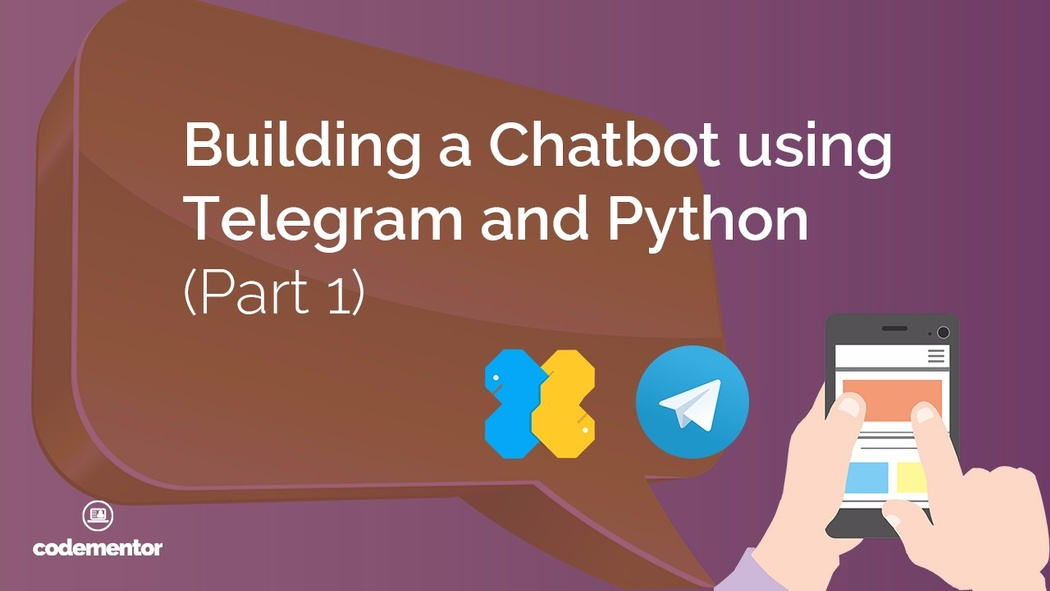 Building a Chatbot using
Telegram and Python
(Part 1)
codementor